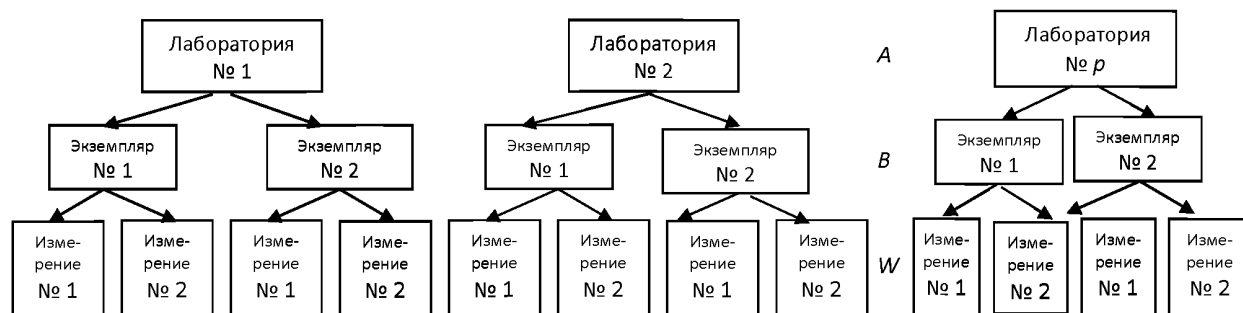 Лаборатория
№ 1
Лаборатория
№ 2
A
Лаборатория
№ p
Экземпляр
№ 1
Экземпляр
№ 2
Экземпляр
№ 1
Экземпляр
№ 2
B
Экземпляр
№ 1
Экземпляр
№ 2
Изме-
рение
№ 1
Изме-
рение
№ 2
Изме-
рение
№ 1
Изме-
рение
№ 2
Изме-
рение
№ 1
Изме-
рение
№ 2
Изме-
рение
№ 1
Изме-
рение
№ 2
W
Изме-
рение
№ 1
Изме-
рение
№ 2
Изме-
рение
№ 1
Изме-
рение
№ 2